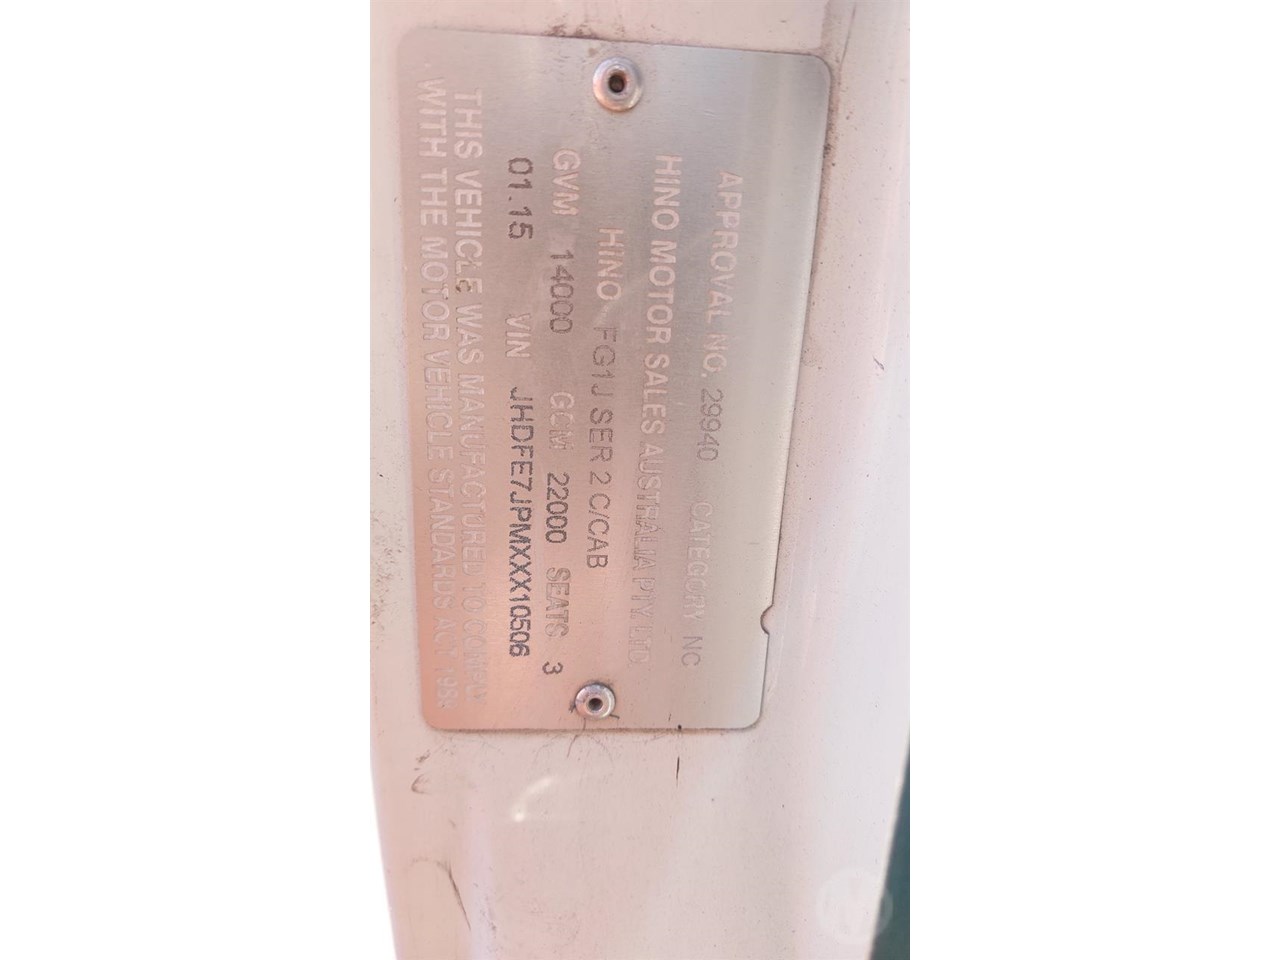 APPROVAL NO. 29940 CATEGORY NC
HINO MOTOR SALES AUSTRALIA PTY LTD
HINO FG1J SER 2 C/CAB
GVM 14000 GCM 22000 SEATS 3
01.15 VIN JHDFE7JPMXXX10506
THIS VEHICLE WAS MANUFACTURED TO COMPLY
WITH THE MOTOR VEHICLE STANDARDS ACT 1989